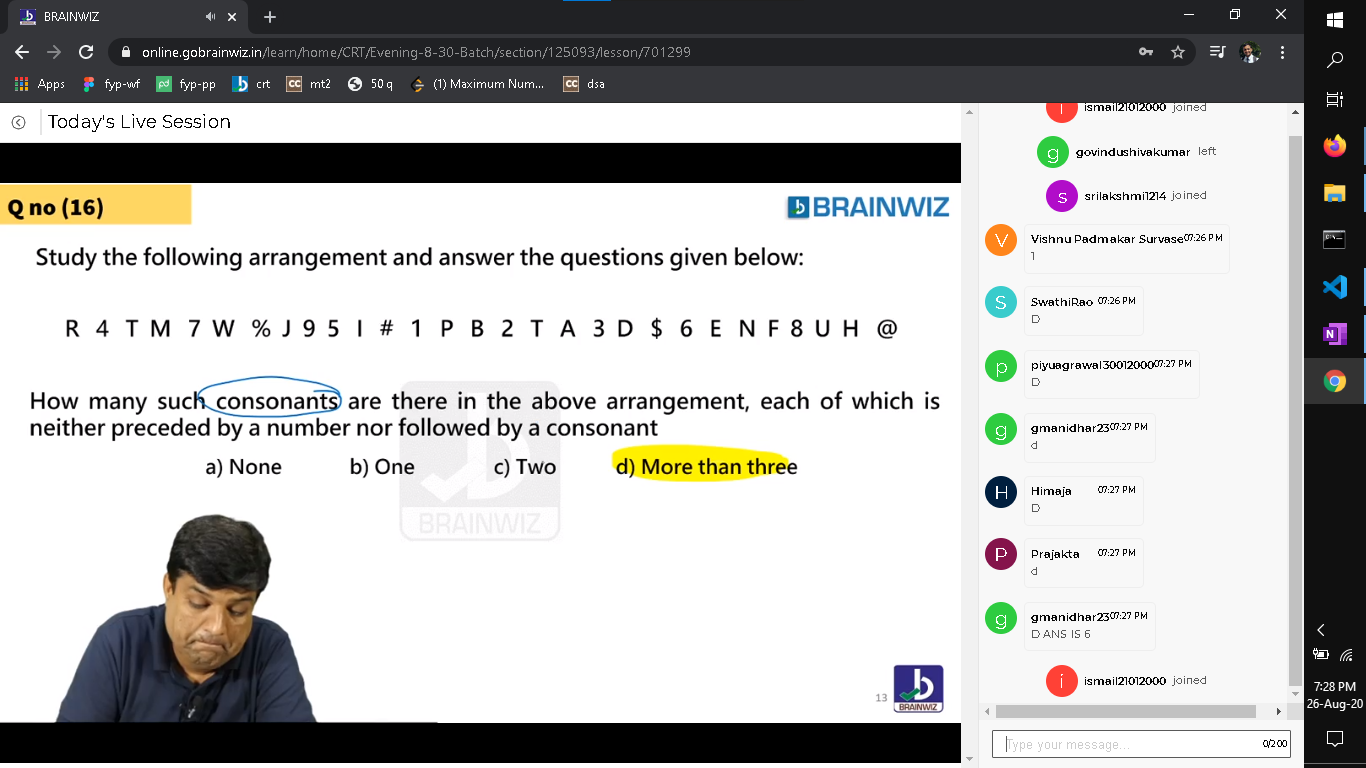 BRAINWIZ
online.gobrainwiz.in/learn/home/CRT/Evening-8-30-Batch/section/125093/lesson/701299
Apps fyp-wf fyp-pp crt mt2 50 q (1) Maximum Num... dsa
Today's Live Session
Q no (16)
BRAINWIZ
Study the following arrangement and answer the questions given below:
R 4 T M 7 W % J 9 5 I # 1 P B 2 T A 3 D $ 6 E N F 8 U H @
How many such consonants are there in the above arrangement, each of which is
neither preceded by a number nor followed by a consonant
a) None b) One c) Two d) More than three
BRAINWIZ
13
BRAINWIZ
i ismail21012000 joined
g govindushivakumar left
s srilakshmi1214 joined
V Vishnu Padmakar Survase 07:26 PM
1
S SwathiRao 07:26 PM
D
p piyuagrawal30012000 07:27 PM
D
g gmanidhar23 07:27 PM
d
H Himaja 07:27 PM
D
P Prajakta 07:27 PM
d
g gmanidhar23 07:27 PM
D ANS IS 6
i ismail21012000 joined
Type your message... 0/200
7:28 PM
26-Aug-20